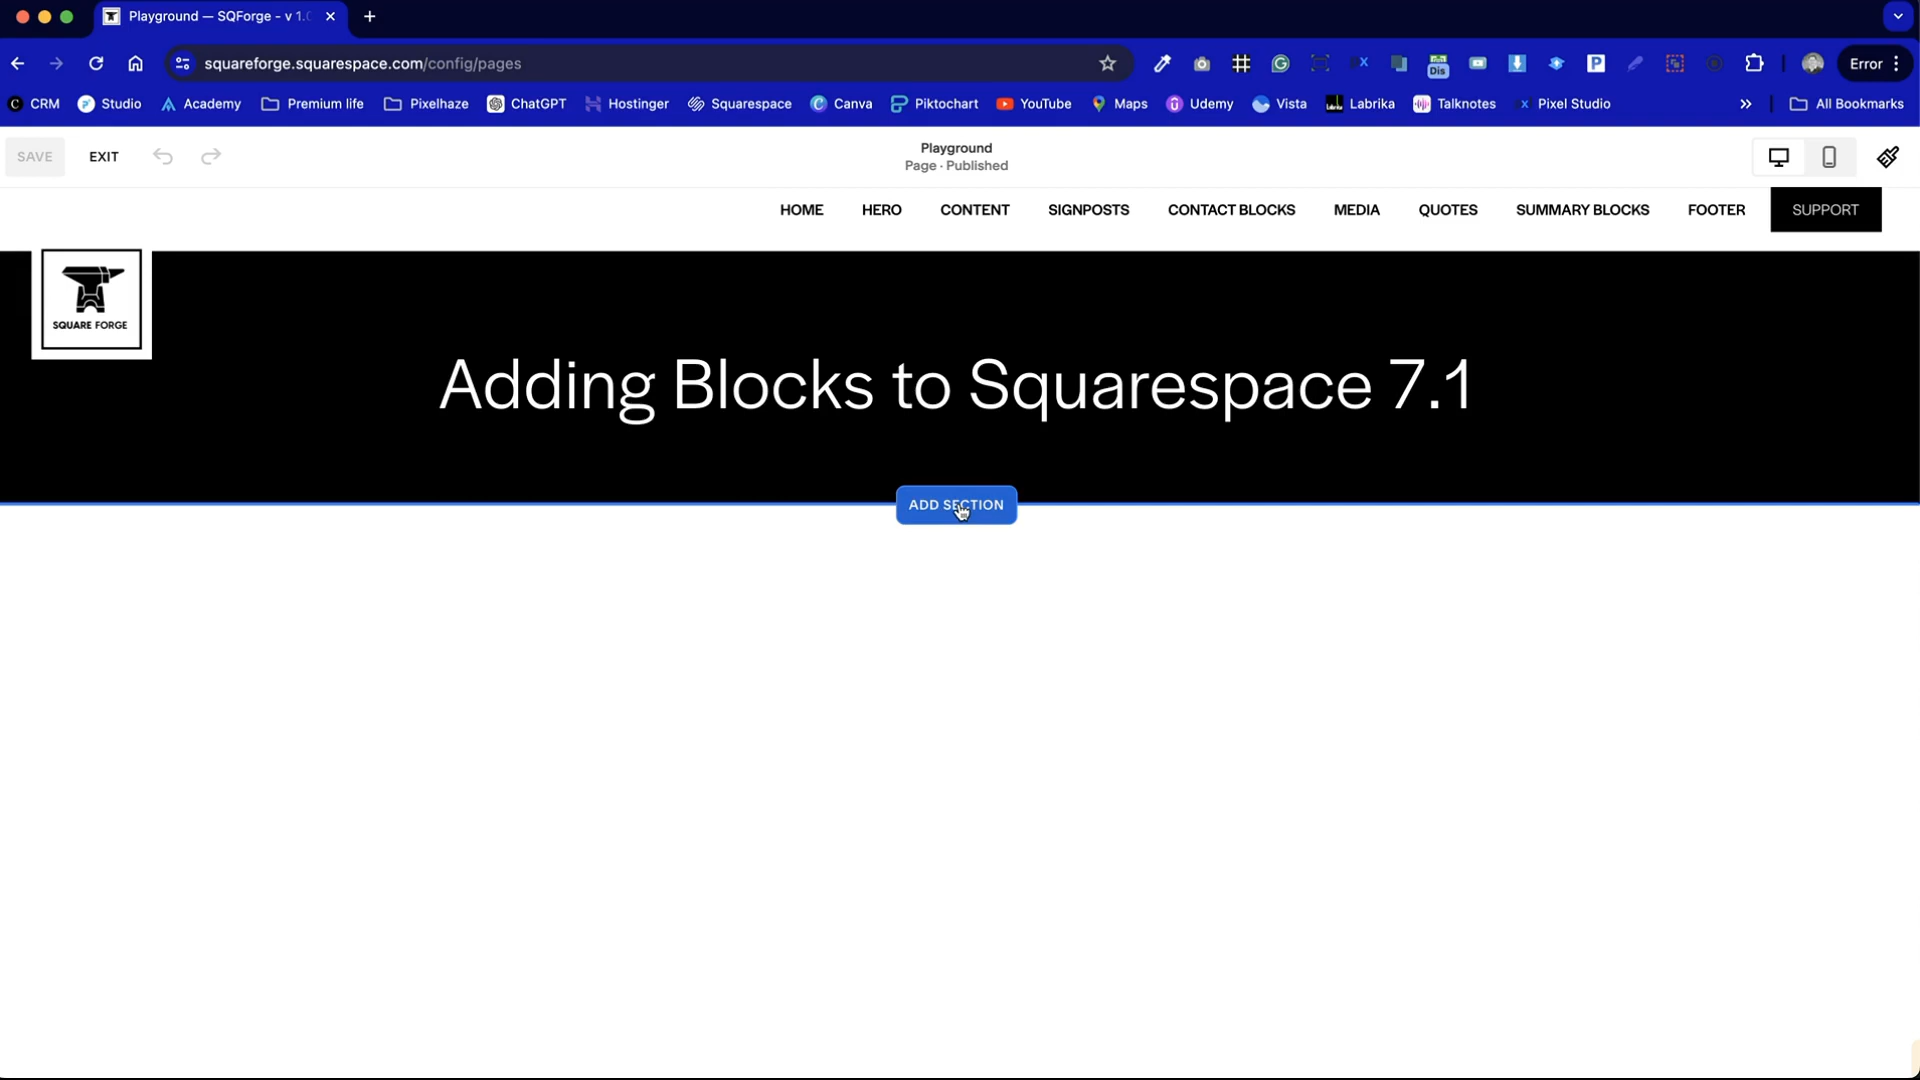 Playground — SQForge - v 1.0
squareforge.squarespace.com/config/pages
Dis
P
Error
CRM Studio Academy Premium life Pixelhaze ChatGPT Hostinger Squarespace Canva Piktochart YouTube Maps Udemy Vista Labrika Talknotes Pixel Studio All Bookmarks
SAVE EXIT
Playground
Page · Published
HOME HERO CONTENT SIGNPOSTS CONTACT BLOCKS MEDIA QUOTES SUMMARY BLOCKS FOOTER SUPPORT
SQUARE FORGE
Adding Blocks to Squarespace 7.1
ADD SECTION